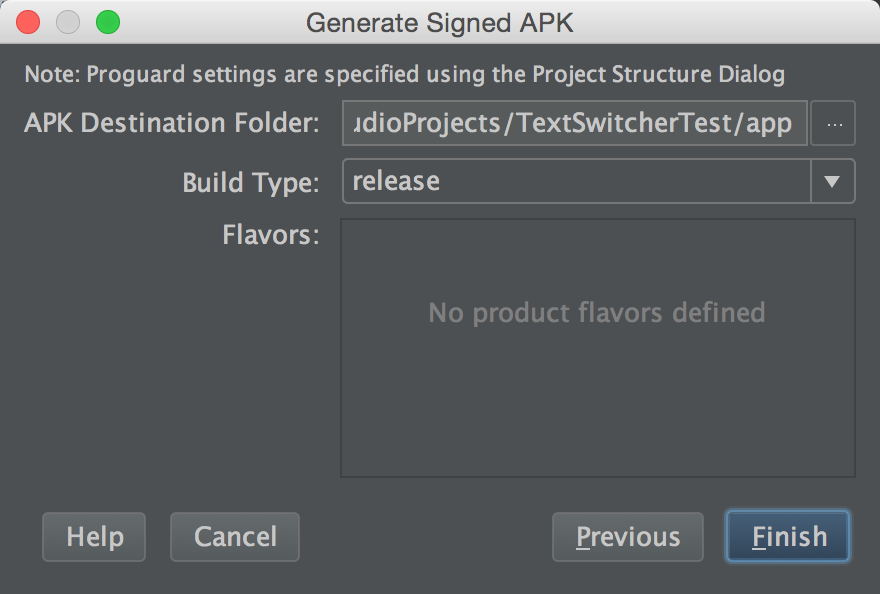 Generate Signed APK
Note: Proguard settings are specified using the Project Structure Dialog
APK Destination Folder: udioProjects/TextSwitcherTest/app ...
Build Type: release
Flavors:
No product flavors defined
Help Cancel Previous Finish